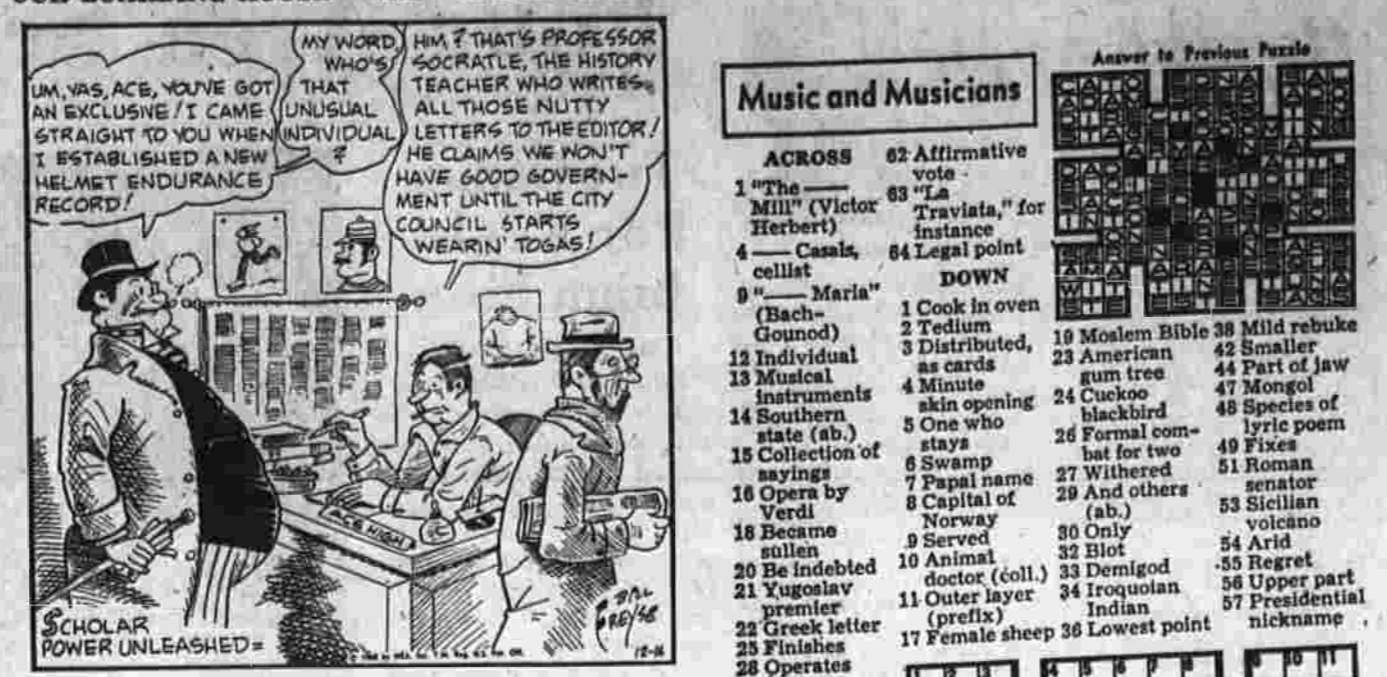 UM, YAS, ACE, YOU'VE GOT
AN EXCLUSIVE! I CAME
STRAIGHT TO YOU WHEN
I ESTABLISHED A NEW
HELMET ENDURANCE
RECORD!
MY WORD,
WHO'S
THAT
UNUSUAL
INDIVIDUAL
?
HIM? THAT'S PROFESSOR
SOCRATLE, THE HISTORY
TEACHER WHO WRITES
ALL THOSE NUTTY
LETTERS TO THE EDITOR!
HE CLAIMS WE WON'T
HAVE GOOD GOVERN-
MENT UNTIL THE CITY
COUNCIL STARTS
WEARIN' TOGAS!
ACE HIGH
SCHOLAR
POWER UNLEASHED=
12-16
Music and Musicians
Answer to Previous Puzzle
ACROSS
1 "The ——
Mill" (Victor
Herbert)
4 —— Casals,
cellist
9 "—— Maria"
(Bach-
Gounod)
12 Individual
13 Musical
instruments
14 Southern
state (ab.)
15 Collection of
sayings
16 Opera by
Verdi
18 Became
sullen
20 Be indebted
21 Yugoslav
premier
22 Greek letter
25 Finishes
28 Operates
62 Affirmative
vote
63 "La
Traviata," for
instance
64 Legal point
DOWN
1 Cook in oven
2 Tedium
3 Distributed,
as cards
4 Minute
skin opening
5 One who
stays
6 Swamp
7 Papal name
8 Capital of
Norway
9 Served
10 Animal
doctor (coll.)
11 Outer layer
(prefix)
17 Female sheep
19 Moslem Bible
23 American
gum tree
24 Cuckoo
blackbird
26 Formal com-
bat for two
27 Withered
29 And others
(ab.)
30 Only
32 Blot
33 Demigod
34 Iroquoian
Indian
36 Lowest point
38 Mild rebuke
42 Smaller
44 Part of jaw
47 Mongol
48 Species of
lyric poem
49 Fixes
51 Roman
senator
53 Sicilian
volcano
54 Arid
55 Regret
56 Upper part
57 Presidential
nickname
1 2 3 4 5 6 7 8 9 10 11